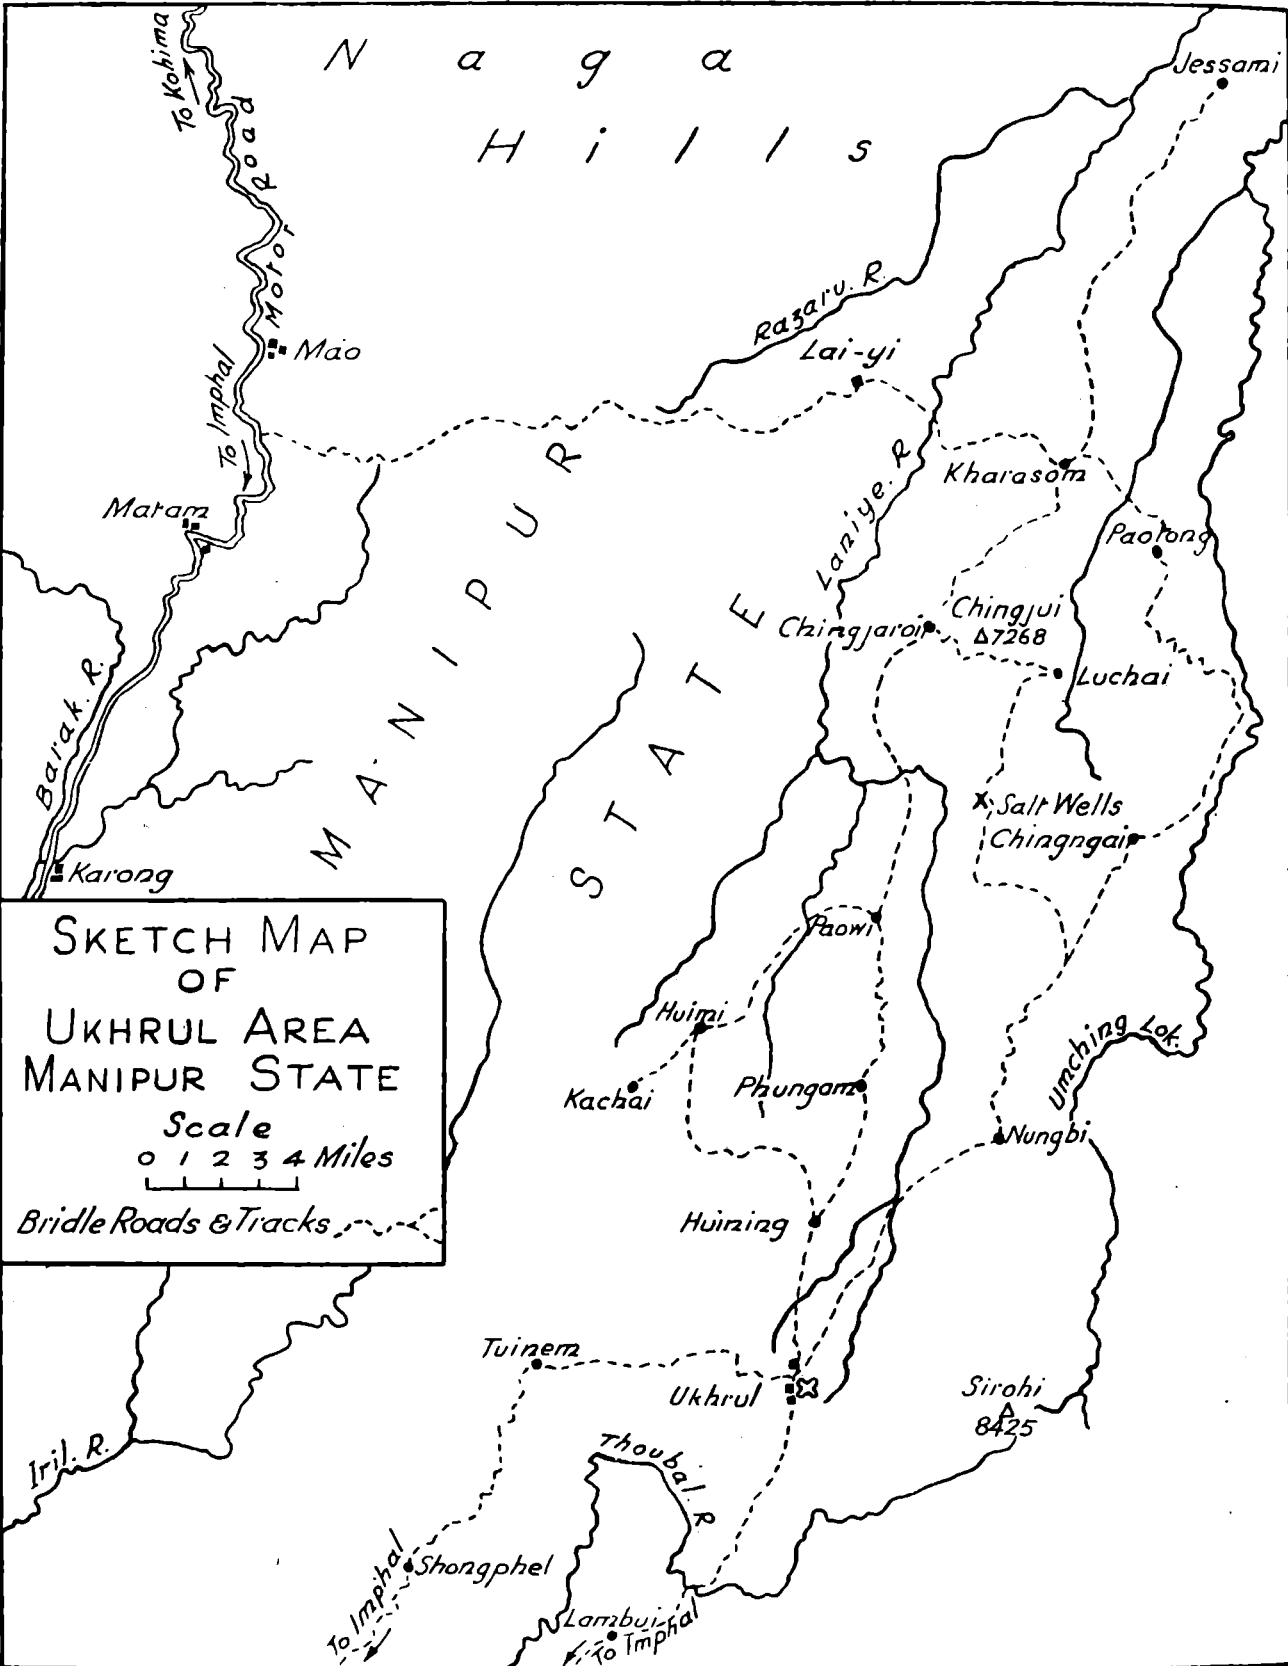 Naga
Hills
To Kohima
Motor Road
Jessami
Razaru. R.
Mao
Lai-yi
To Imphal
MANIPUR
STATE
Kharasom
Laniye. R
Maram
Paotong
Chingjui
Δ7268
Chingjaroi
Luchai
Barak. R.
x Salt Wells
Chingngai
Karong
Paowi
SKETCH MAP
OF
UKHRUL AREA
MANIPUR STATE
Scale
0 1 2 3 4 Miles
Bridle Roads & Tracks
Huimi
Umching Lok.
Kachai
Phungam
Nungbi
Huining
Tuinem
Ukhrul
Sirohi
Δ
8425
Iril. R.
Thoubal. R
Shongphel
To Imphal
Lambui
To Imphal